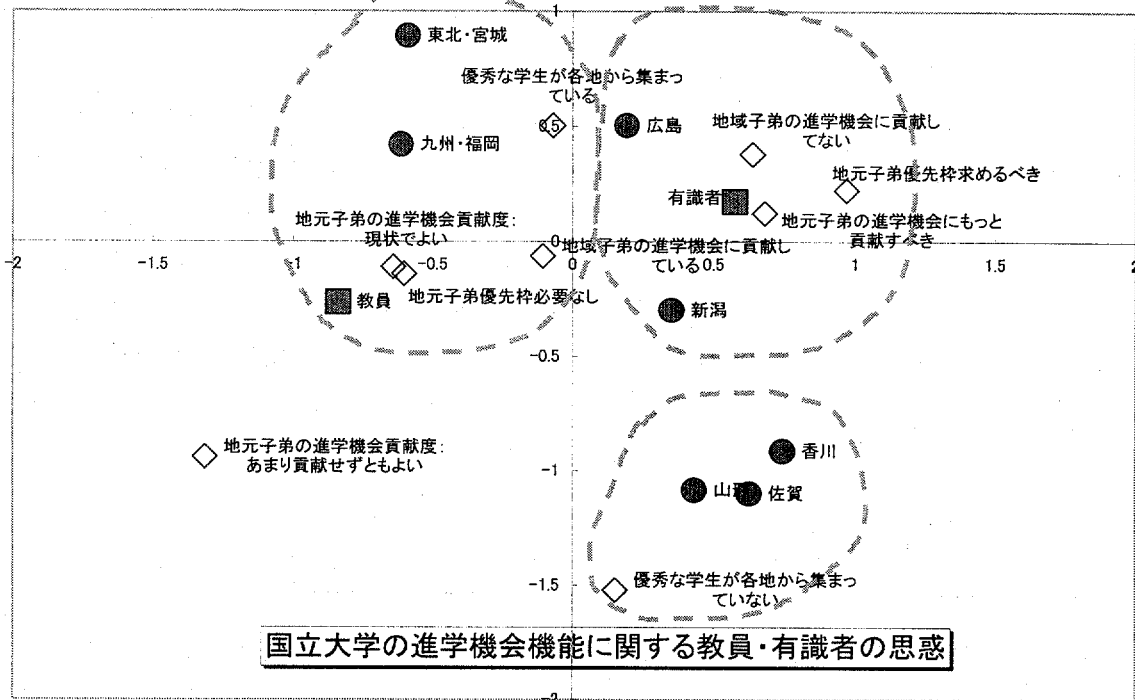 1
東北・宮城
優秀な学生が各地から集まっ
ている
0.5
広島
地域子弟の進学機会に貢献し
てない
九州・福岡
地元子弟優先枠求めるべき
有識者
地元子弟の進学機会貢献度：
現状でよい
地元子弟の進学機会にもっと
貢献すべき
0
地域子弟の進学機会に貢献し
ている
-2
-1.5
-1
-0.5
0
0.5
1
1.5
2
教員
地元子弟優先枠必要なし
新潟
-0.5
地元子弟の進学機会貢献度：
あまり貢献せずともよい
香川
-1
佐賀
-1.5
優秀な学生が各地から集まっ
ていない
国立大学の進学機会機能に関する教員・有識者の思惑
-2